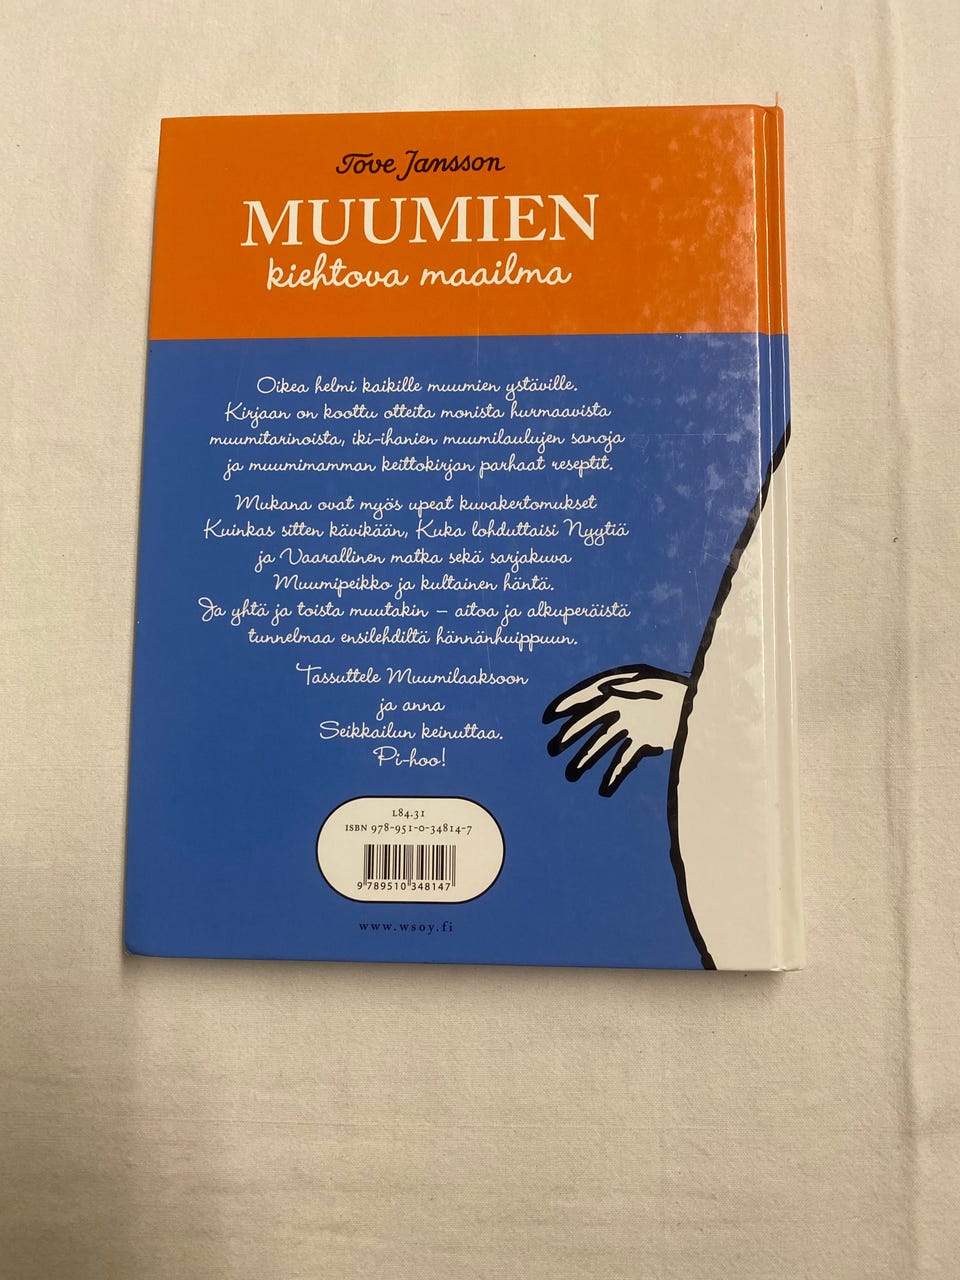 Tove Jansson
MUUMIEN
kiehtova maailma
Oikea helmi kaikille muumien ystäville.
Kirjaan on koottu otteita monista hurmaavista
muumitarinoista, iki-ihanien muumilaulujen sanoja
ja muumimamman keittokirjan parhaat reseptit.
Mukana ovat myös upeat kuvakertomukset
Kuinkas sitten kävikään, Kuka lohduttaisi Nyytiä
ja Vaarallinen matka sekä sarjakuva
Muumipeikko ja kultainen häntä.
Ja yhtä ja toista muutakin – aitoa ja alkuperäistä
tunnelmaa ensilehdiltä hännänhuippuun.
Tassuttele Muumilaaksoon
ja anna
Seikkailun keinuttaa.
Pi-hoo!
L84.31
ISBN 978-951-0-34814-7
9 789510 348147
www.wsoy.fi